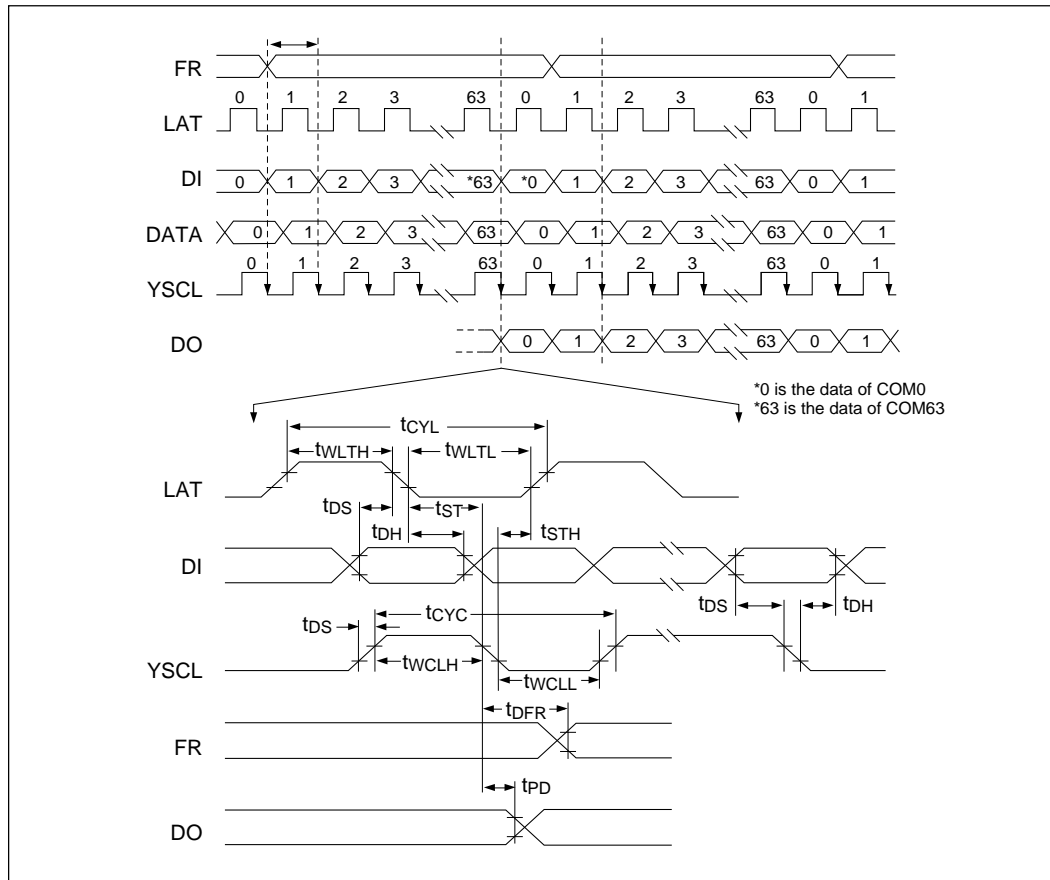 FR
0 1 2 3 63 0 1 2 3 63 0 1
LAT
DI 0 1 2 3 *63 *0 1 2 3 63 0 1
DATA 0 1 2 3 63 0 1 2 3 63 0 1
0 1 2 3 63 0 1 2 3 63 0 1
YSCL
DO 0 1 2 3 63 0 1
*0 is the data of COM0
*63 is the data of COM63
tCYL
tWLTH tWLTL
LAT
tDS tST
tDH tSTH
DI
tDS tCYC tDS tDH
tWCLH
YSCL
tWCLL
tDFR
FR
tPD
DO